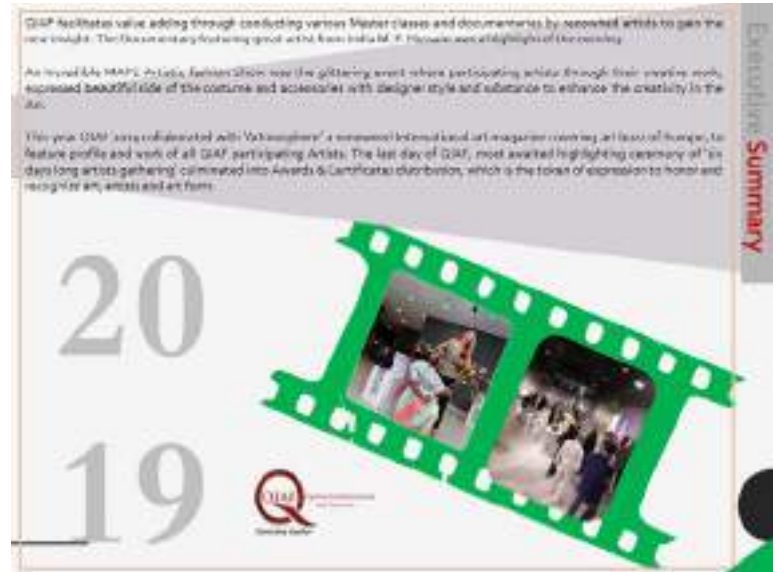 QIAF facilitates value adding through conducting various Master classes and documentaries by renowned artists to gain the
new insight. The Documentary featuring great artist from India M. F. Hussain was a highlight of the evening.
An incredible MAPS Artistic fashion show was the glittering event where participating artists through their creative work,
expressed beautiful side of the costume and accessories with designer style and substance to enhance the creativity in the
Art.
This year QIAF 2019 collaborated with a renowned International art magazine covering art buzz of Europe, to
feature profile and work of all QIAF participating Artists. The last day of QIAF, most awaited highlighting ceremony of 'six
days long artists gathering' culminated into Awards & Certificates distribution, which is the token of expression to honor and
recognize art, artists and art form.
Executive Summary
20
19
QIAF